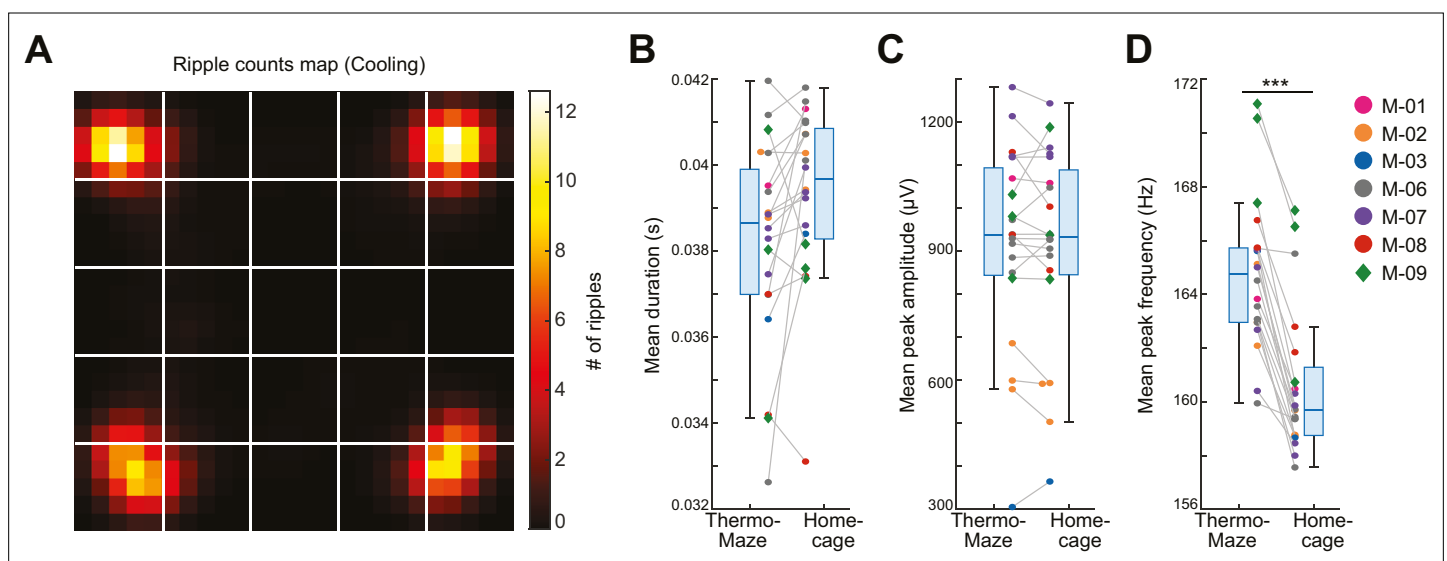 A
Ripple counts map (Cooling)
12
10
8
6
4
2
0
# of ripples
B
Mean duration (s)
0.042
0.04
0.038
0.036
0.034
0.032
Thermo-
Maze
Home-
cage
C
Mean peak amplitude (µV)
1200
900
600
300
Thermo-
Maze
Home-
cage
D
Mean peak frequency (Hz)
172
168
164
160
156
***
Thermo-
Maze
Home-
cage
M-01
M-02
M-03
M-06
M-07
M-08
M-09